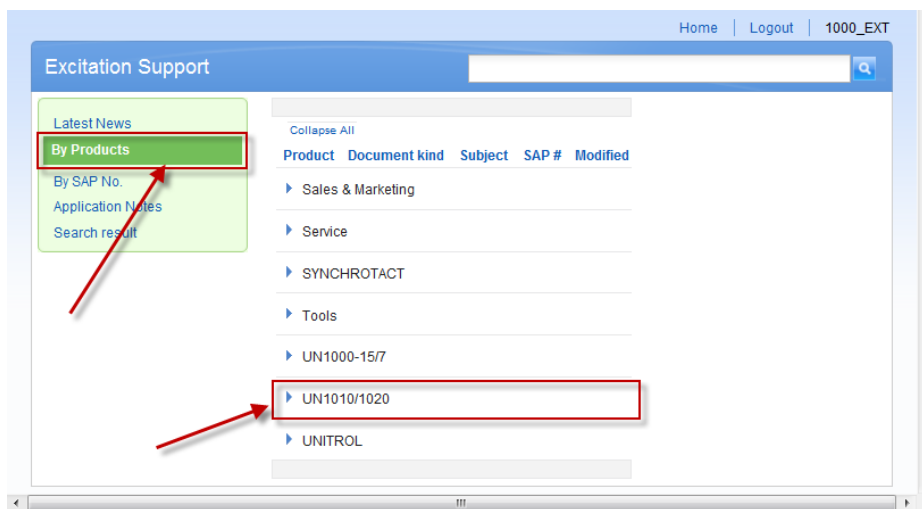 Home Logout 1000_EXT
Excitation Support
Latest News
By Products
By SAP No.
Application Notes
Search result
Collapse All
Product Document kind Subject SAP # Modified
Sales & Marketing
Service
SYNCHROTACT
Tools
UN1000-15/7
UN1010/1020
UNITROL